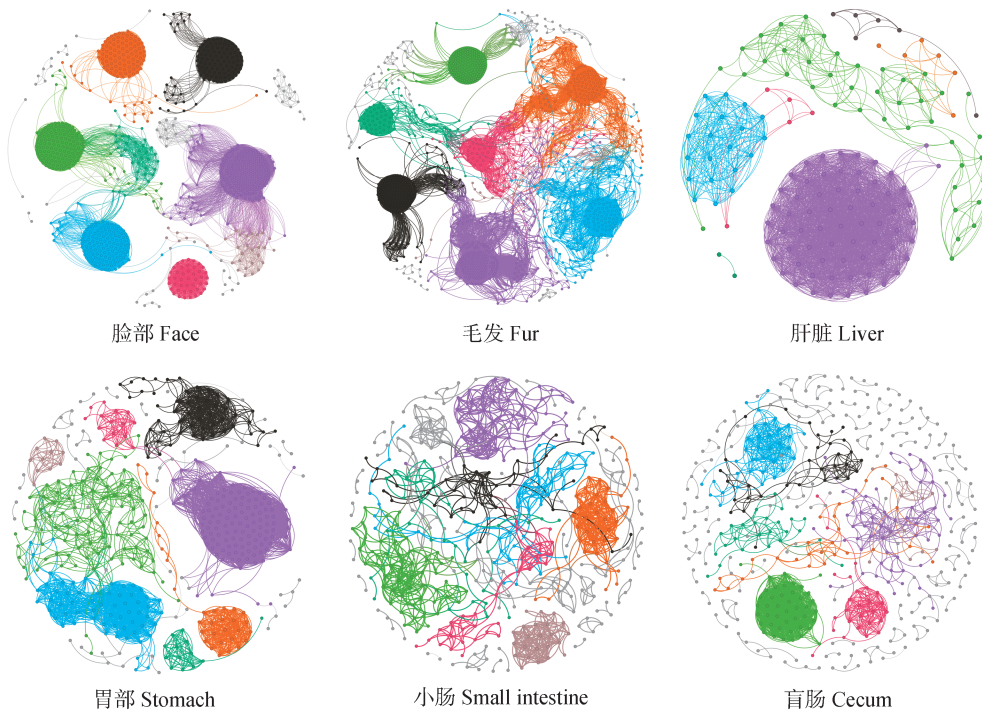 脸部 Face
毛发 Fur
肝脏 Liver
胃部 Stomach
小肠 Small intestine
盲肠 Cecum